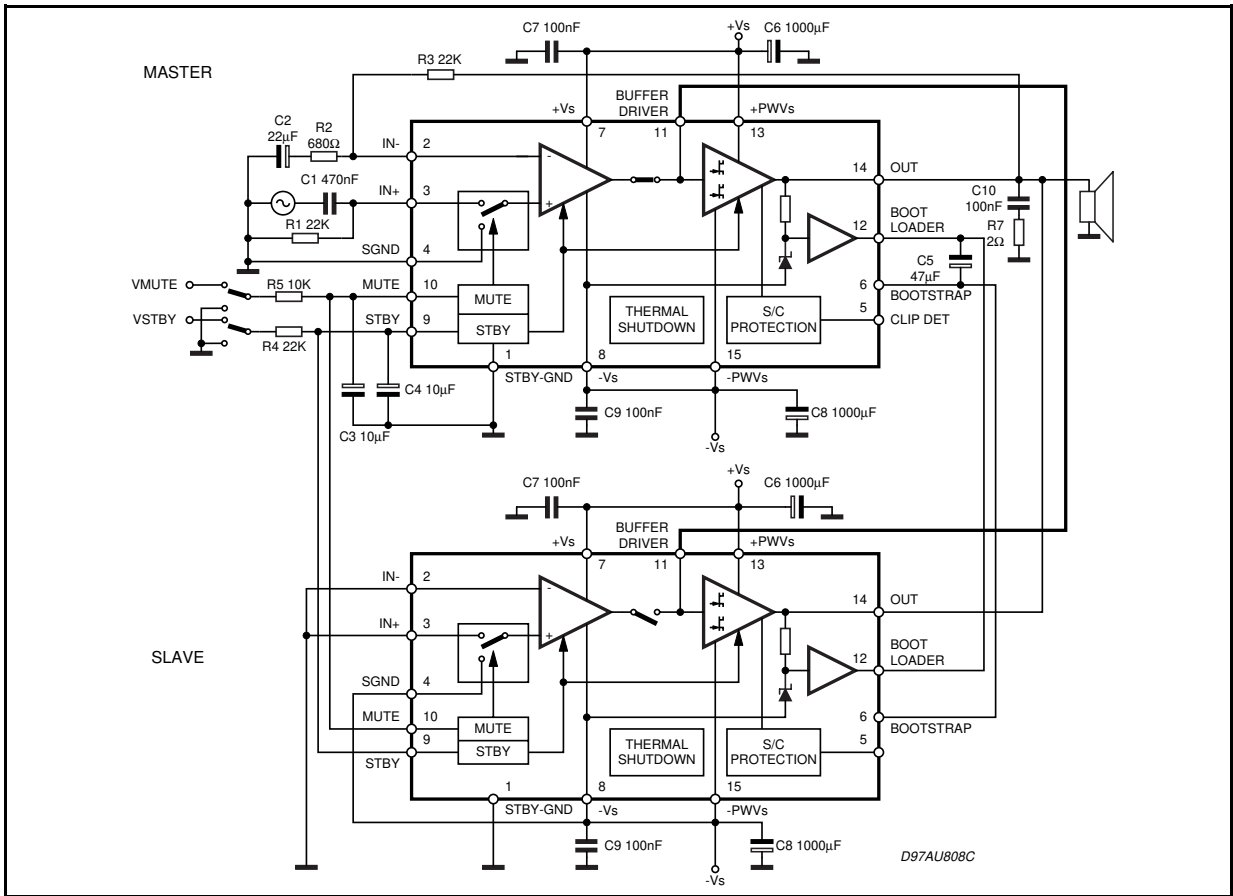 C7 100nF
+Vs
C6 1000µF
R3 22K
MASTER
BUFFER
DRIVER
+Vs
+PWVs
7
11
13
C2
22µF
R2
680Ω
IN-
2
-
14
OUT
C1 470nF
IN+
3
+
C10
100nF
R1 22K
BOOT
LOADER
12
R7
2Ω
SGND
4
C5
47µF
VMUTE
R5 10K
MUTE
10
MUTE
THERMAL
SHUTDOWN
S/C
PROTECTION
6
BOOTSTRAP
VSTBY
STBY
9
STBY
5
CLIP DET
R4 22K
1
8
15
STBY-GND
-Vs
-PWVs
C4 10µF
C3 10µF
C9 100nF
C8 1000µF
-Vs
C7 100nF
+Vs
C6 1000µF
BUFFER
DRIVER
+Vs
+PWVs
7
11
13
IN-
2
-
14
OUT
IN+
3
+
SLAVE
BOOT
LOADER
12
SGND
4
MUTE
10
MUTE
THERMAL
SHUTDOWN
S/C
PROTECTION
6
BOOTSTRAP
9
STBY
STBY
5
1
8
15
STBY-GND
-Vs
-PWVs
C9 100nF
C8 1000µF
-Vs
D97AU808C